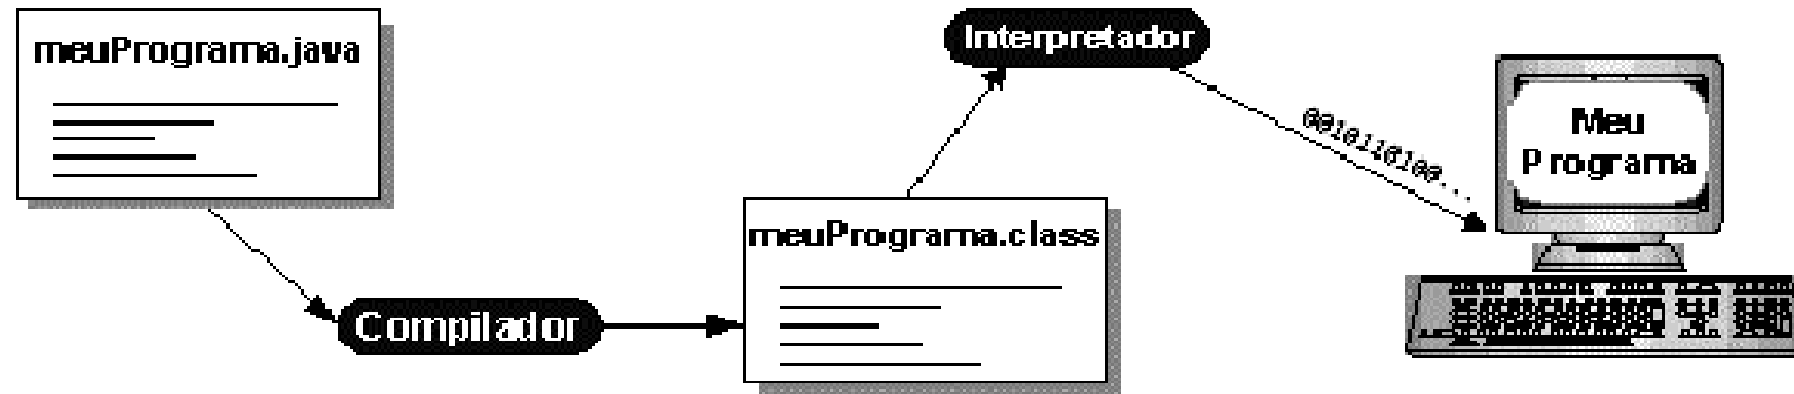 meuPrograma.java
Compilador
meuPrograma.class
Interpretador
0010110100...
Meu
Programa